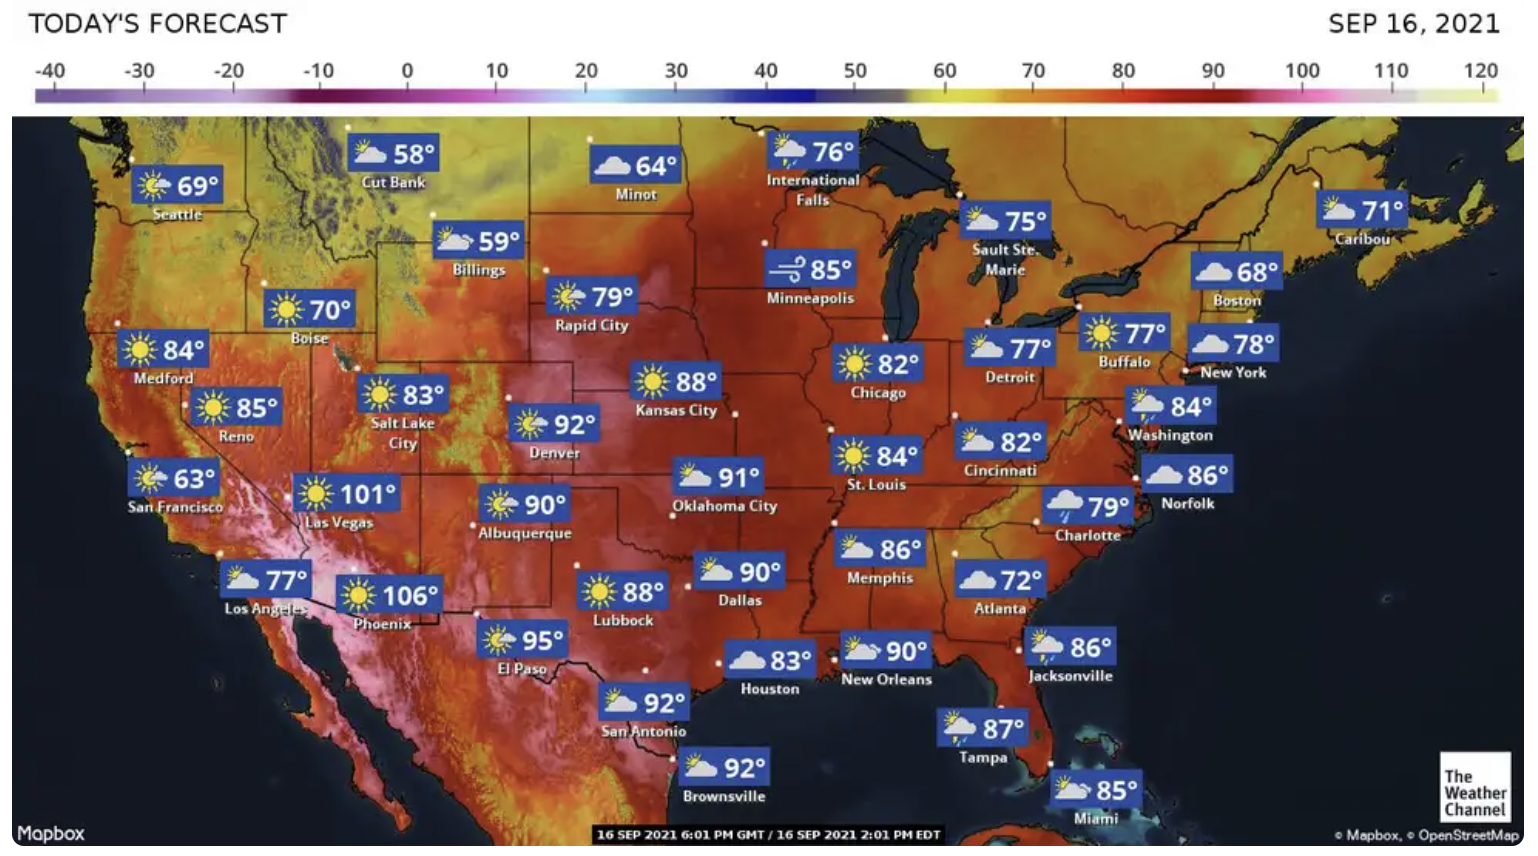 TODAY'S FORECAST
SEP 16, 2021
-40 -30 -20 -10 0 10 20 30 40 50 60 70 80 90 100 110 120
58°
Cut Bank
64°
Minot
76°
International
Falls
69°
Seattle
75°
Sault Ste.
Marie
71°
Caribou
59°
Billings
85°
Minneapolis
68°
Boston
79°
Rapid City
70°
Boise
77°
Buffalo
78°
New York
84°
Medford
77°
Detroit
82°
Chicago
88°
Kansas City
83°
Salt Lake
City
85°
Reno
92°
Denver
84°
Washington
82°
Cincinnati
84°
St. Louis
91°
Oklahoma City
86°
Norfolk
63°
San Francisco
101°
Las Vegas
90°
Albuquerque
79°
Charlotte
86°
Memphis
90°
Dallas
72°
Atlanta
77°
Los Angeles
106°
Phoenix
88°
Lubbock
95°
El Paso
83°
Houston
90°
New Orleans
86°
Jacksonville
92°
San Antonio
87°
Tampa
92°
Brownsville
85°
Miami
The
Weather
Channel
Mapbox
16 SEP 2021 6:01 PM GMT / 16 SEP 2021 2:01 PM EDT
© Mapbox, © OpenStreetMap